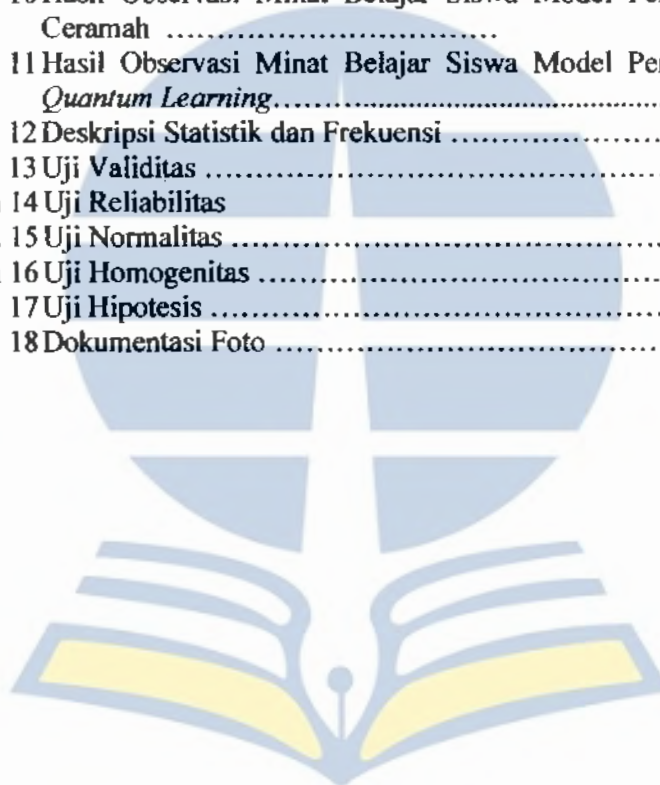 Ceramah ................................
11 Hasil Observasi Minat Belajar Siswa Model
Quantum Learning................................................
12 Deskripsi Statistik dan Frekuensi .....................
13 Uji Validitas ..............................................
14 Uji Reliabilitas
15 Uji Normalitas ...........................................
16 Uji Homogenitas ........................................
17 Uji Hipotesis .............................................
18 Dokumentasi Foto ......................................